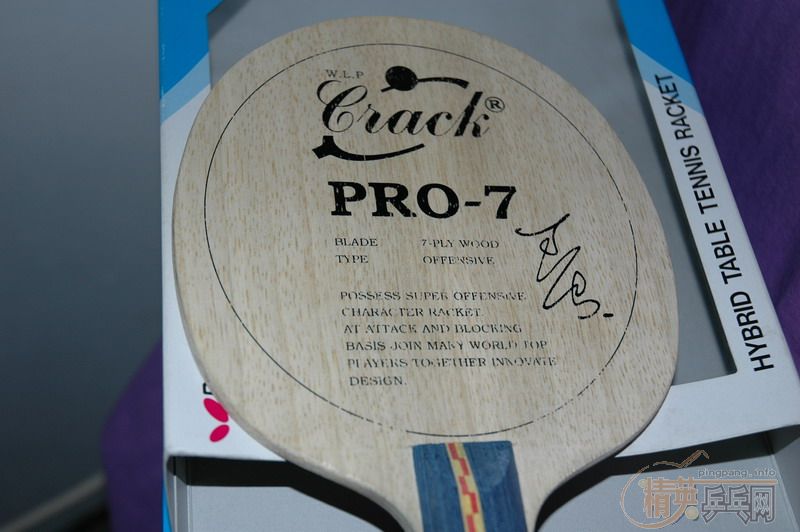 W.L.P
Crack®
PRO-7
BLADE 7-PLY WOOD
TYPE OFFENSIVE
POSSESS SUPER OFFENSIVE
CHARACTER RACKET.
AT ATTACK AND BLOCKING
BASIS JOIN MANY WORLD TOP
PLAYERS TOGETHER INNOVATE
DESIGN.
HYBRID TABLE TENNIS RACKET
pingpang.info
精英乒乓网